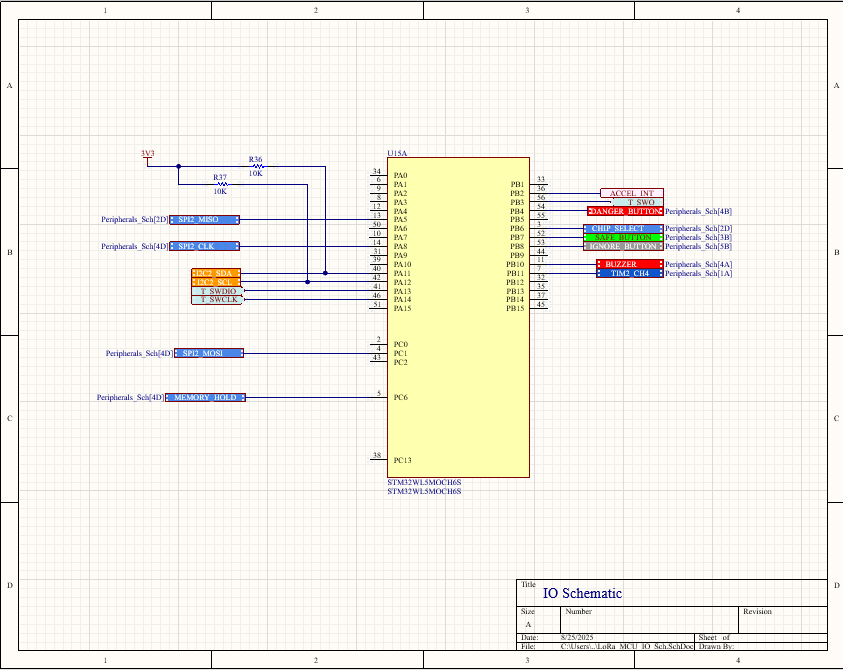 1 2 3 4
A
B
C
D
3V3
R36
10K
R37
10K
Peripherals_Sch[2D] SPI2_MISO
Peripherals_Sch[4D] SPI2_CLK
I2C2_SDA
I2C2_SCL
T_SWDIO
T_SWCLK
Peripherals_Sch[4D] SPI2_MOSI
Peripherals_Sch[4D] MEMORY_HOLD
U15A
34 PA0
6 PA1
9 PA2
8 PA3
12 PA4
13 PA5
50 PA6
10 PA7
14 PA8
31 PA9
39 PA10
40 PA11
42 PA12
41 PA13
46 PA14
51 PA15
2 PC0
4 PC1
43 PC2
5 PC6
38 PC13
PB1 33
PB2 36
PB3 56
PB4 54
PB5 55
PB6 3
PB7 52
PB8 53
PB9 44
PB10 11
PB11 7
PB12 32
PB13 35
PB14 37
PB15 45
ACCEL_INT
T_SWO
DANGER_BUTTON Peripherals_Sch[4B]
CHIP_SELECT Peripherals_Sch[2D]
SAFE_BUTTON Peripherals_Sch[3B]
IGNORE_BUTTON Peripherals_Sch[5B]
BUZZER Peripherals_Sch[4A]
TIM2_CH4 Peripherals_Sch[1A]
STM32WL5MOCH6S
STM32WL5MOCH6S
A
B
C
D
Title
IO Schematic
Size Number Revision
A
Date: 8/25/2025 Sheet of
File: C:\Users\..\LoRa_MCU_IO_Sch.SchDoc Drawn By:
1 2 3 4